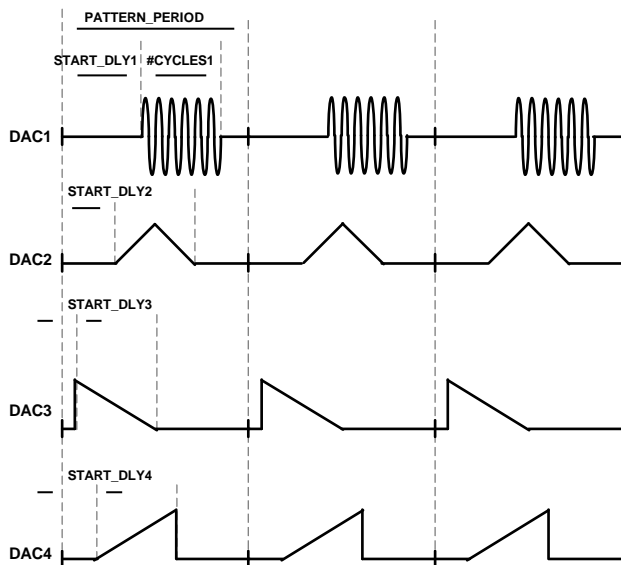 PATTERN_PERIOD
START_DLY1 #CYCLES1
DAC1
START_DLY2
DAC2
START_DLY3
DAC3
START_DLY4
DAC4